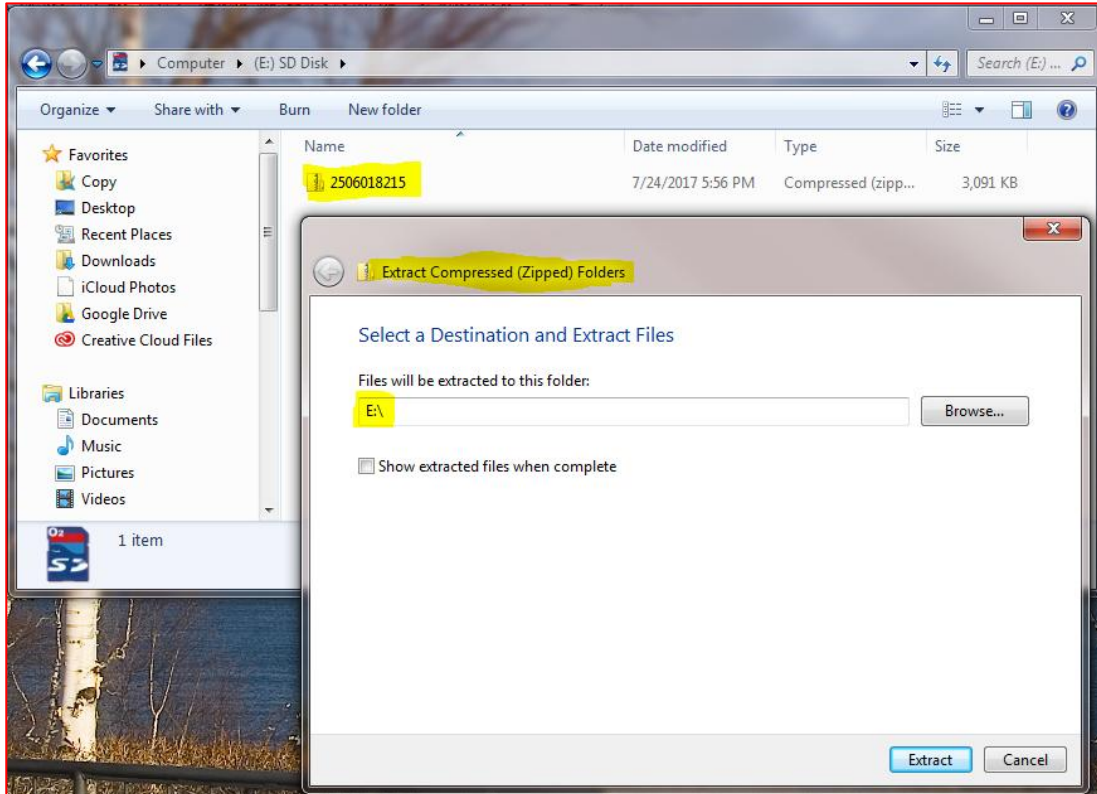 Computer ▸ (E:) SD Disk ▸
Search (E:) ...
Organize Share with Burn New folder
Favorites
Copy
Desktop
Recent Places
Downloads
iCloud Photos
Google Drive
Creative Cloud Files
Libraries
Documents
Music
Pictures
Videos
Name Date modified Type Size
2506018215 7/24/2017 5:56 PM Compressed (zipp... 3,091 KB
O2
SD
1 item
Extract Compressed (Zipped) Folders
Select a Destination and Extract Files
Files will be extracted to this folder:
E:\
Browse...
Show extracted files when complete
Extract Cancel